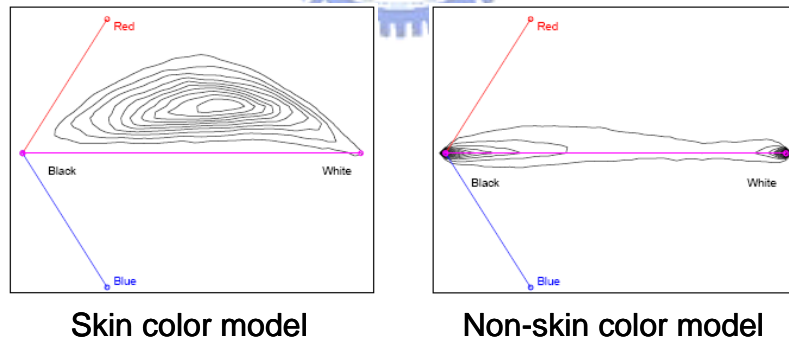 Red
Black
White
Blue
Skin color model
Red
Black
White
Blue
Non-skin color model